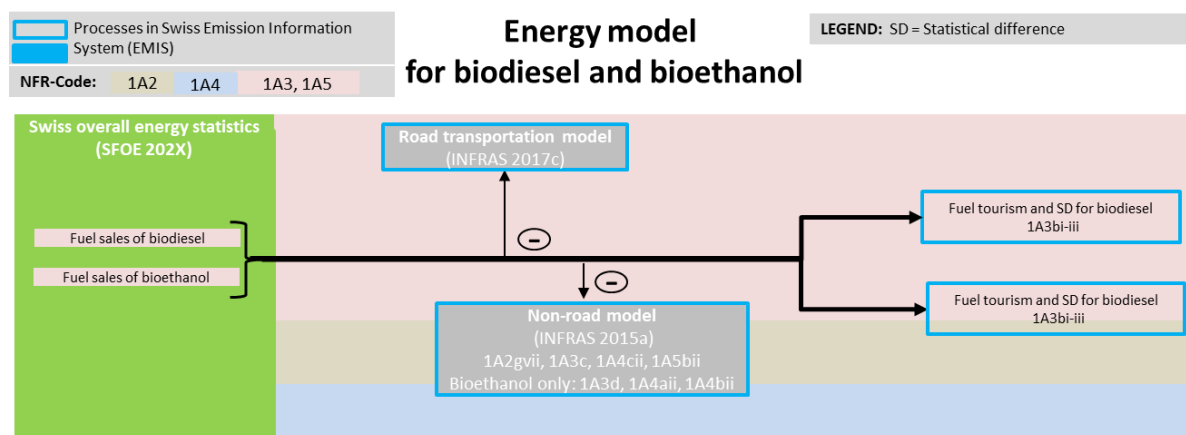 Processes in Swiss Emission Information
System (EMIS)
NFR-Code: 1A2 1A4 1A3, 1A5
Energy model
for biodiesel and bioethanol
LEGEND: SD = Statistical difference
Swiss overall energy statistics
(SFOE 202X)
Fuel sales of biodiesel
Fuel sales of bioethanol
Road transportation model
(INFRAS 2017c)
-
-
Non-road model
(INFRAS 2015a)
1A2gvii, 1A3c, 1A4cii, 1A5bii
Bioethanol only: 1A3d, 1A4aii, 1A4bii
Fuel tourism and SD for biodiesel
1A3bi-iii
Fuel tourism and SD for biodiesel
1A3bi-iii